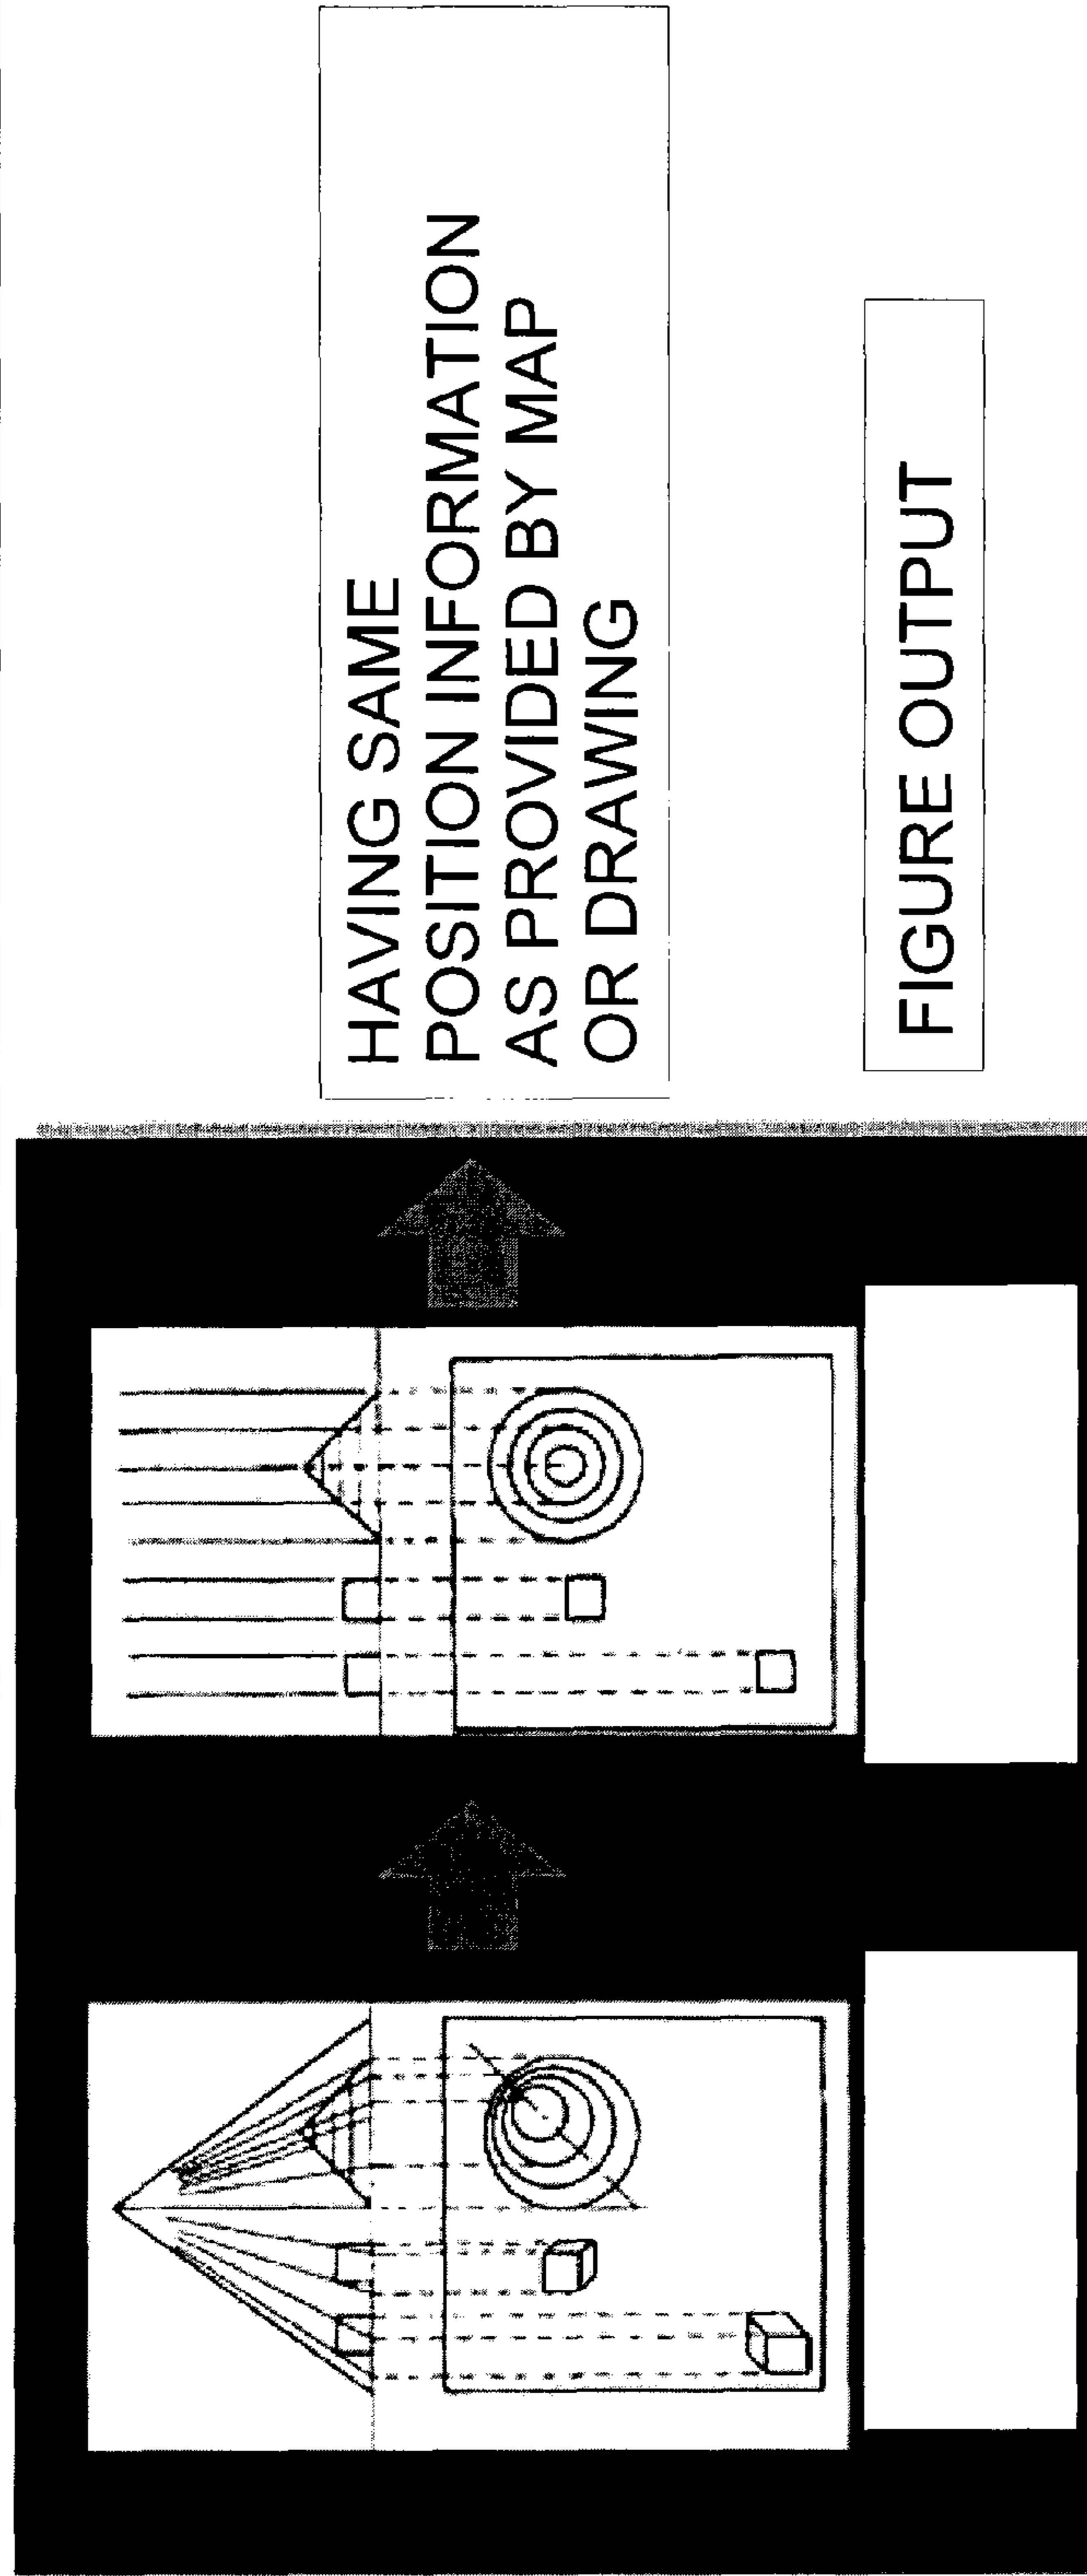 HAVING SAME
POSITION INFORMATION
AS PROVIDED BY MAP
OR DRAWING
FIGURE OUTPUT